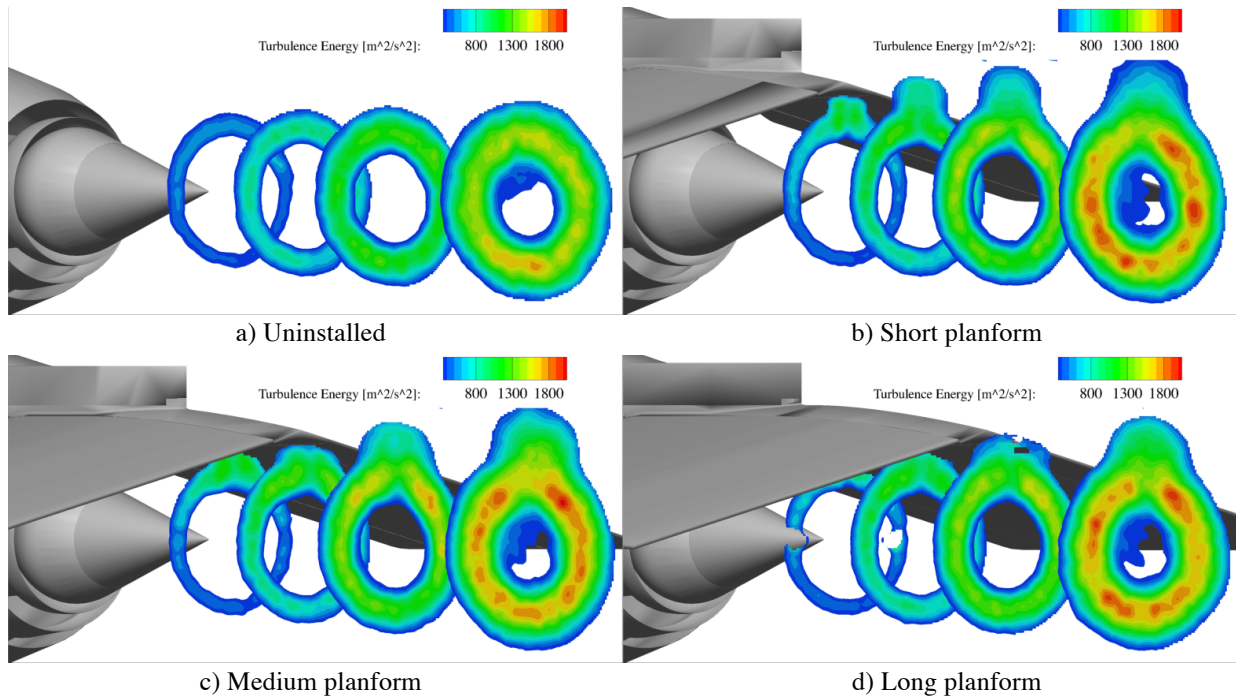 Turbulence Energy [m^2/s^2]:
800 1300 1800
a) Uninstalled
Turbulence Energy [m^2/s^2]:
800 1300 1800
b) Short planform
Turbulence Energy [m^2/s^2]:
800 1300 1800
c) Medium planform
Turbulence Energy [m^2/s^2]:
800 1300 1800
d) Long planform